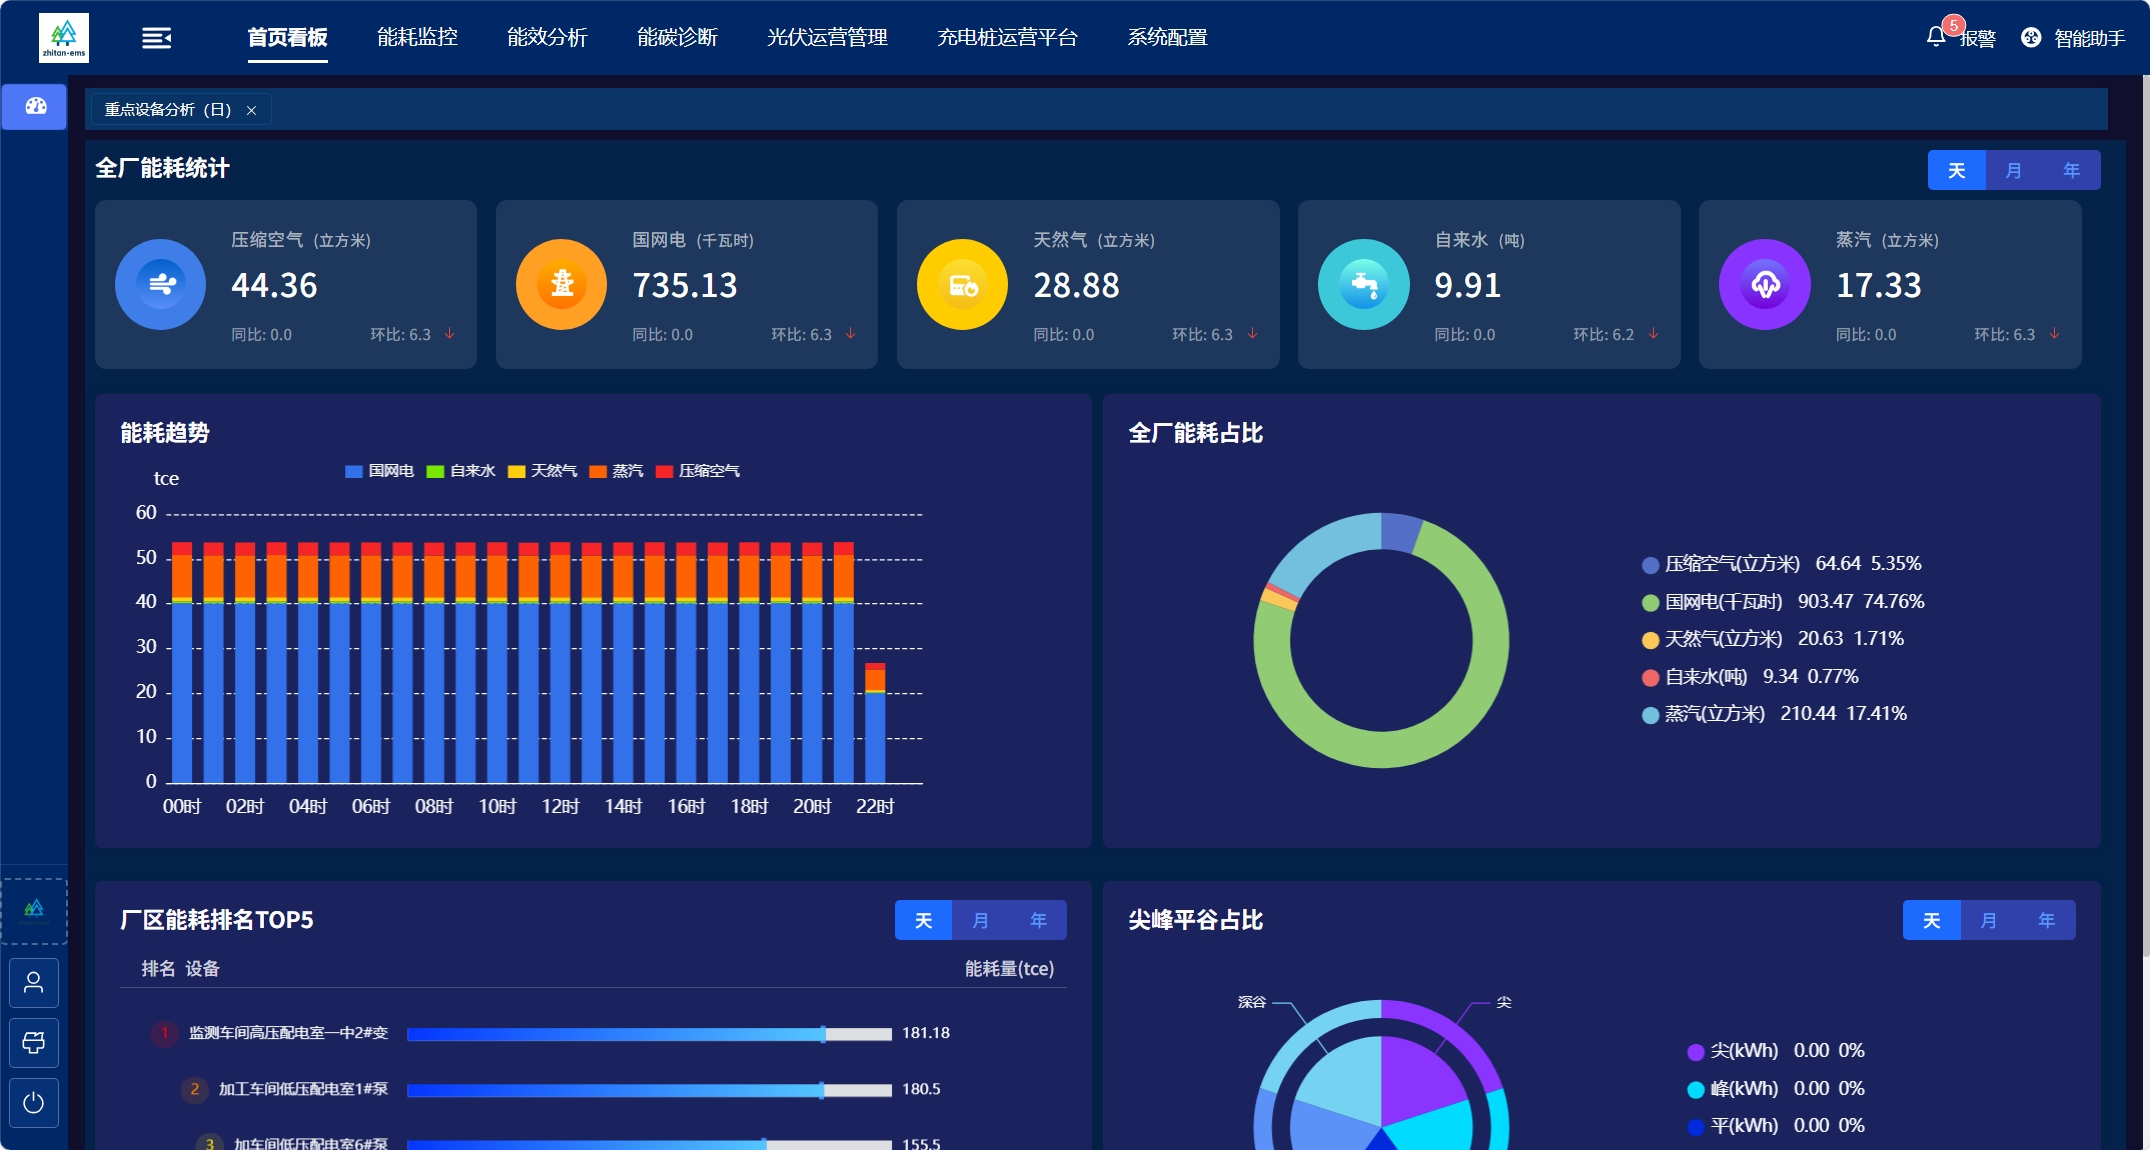 zhitan-ems
首页看板 能耗监控 能效分析 能碳诊断 光伏运营管理 充电桩运营平台 系统配置
5
报警 智能助手
重点设备分析（日） ×
全厂能耗统计
天 月 年
压缩空气 (立方米)
44.36
同比: 0.0 环比: 6.3 ↓
国网电 (千瓦时)
735.13
同比: 0.0 环比: 6.3 ↓
天然气 (立方米)
28.88
同比: 0.0 环比: 6.3 ↓
自来水 (吨)
9.91
同比: 0.0 环比: 6.2 ↓
蒸汽 (立方米)
17.33
同比: 0.0 环比: 6.3 ↓
能耗趋势
国网电 自来水 天然气 蒸汽 压缩空气
tce
60
50
40
30
20
10
0
00时 02时 04时 06时 08时 10时 12时 14时 16时 18时 20时 22时
全厂能耗占比
压缩空气(立方米) 64.64 5.35%
国网电(千瓦时) 903.47 74.76%
天然气(立方米) 20.63 1.71%
自来水(吨) 9.34 0.77%
蒸汽(立方米) 210.44 17.41%
厂区能耗排名TOP5
天 月 年
排名 设备 能耗量(tce)
1 监测车间高压配电室一中2#变 181.18
2 加工车间低压配电室1#泵 180.5
3 加车间低压配电室6#泵 155.5
尖峰平谷占比
天 月 年
深谷 尖
尖(kWh) 0.00 0%
峰(kWh) 0.00 0%
平(kWh) 0.00 0%